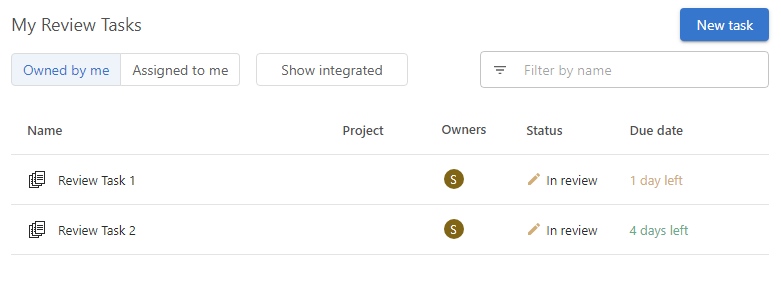 My Review Tasks
New task
Owned by me Assigned to me Show integrated Filter by name
Name Project Owners Status Due date
Review Task 1 S In review 1 day left
Review Task 2 S In review 4 days left